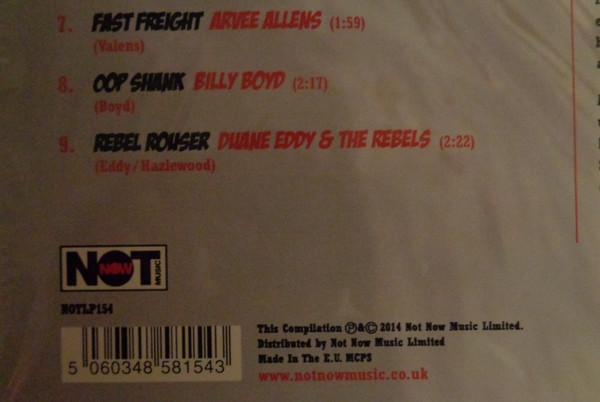 7. FAST FREIGHT ARVEE ALLENS (1:59)
(Valens)
8. OOP SHANK BILLY BOYD (2:17)
(Boyd)
9. REBEL ROUSER DUANE EDDY & THE REBELS (2:22)
(Eddy/Hazlewood)
NOT NOW MUSIC
NOTLP154
5 060348 581543
This Compilation ℗&© 2014 Not Now Music Limited.
Distributed by Not Now Music Limited
Made In The E.U. MCPS
www.notnowmusic.co.uk